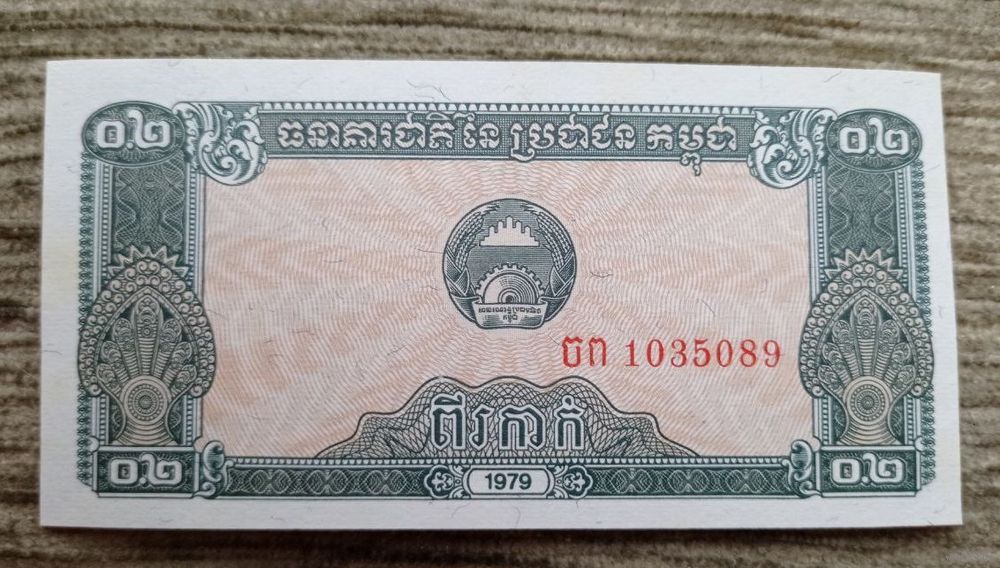 ០.២ ធនាគារជាតិ នៃ ប្រជាជន កម្ពុជា ០.២
ចព 1035089
ពីរកាក់
០.២ 1979 ០.២